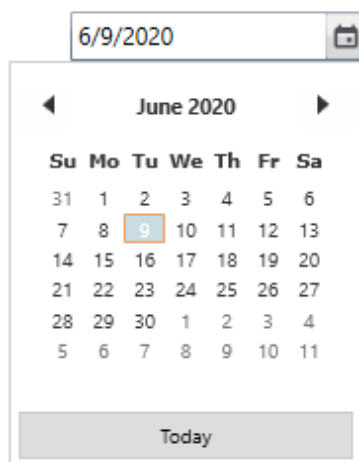 6/9/2020
June 2020
Su Mo Tu We Th Fr Sa
31 1 2 3 4 5 6
7 8 9 10 11 12 13
14 15 16 17 18 19 20
21 22 23 24 25 26 27
28 29 30 1 2 3 4
5 6 7 8 9 10 11
Today